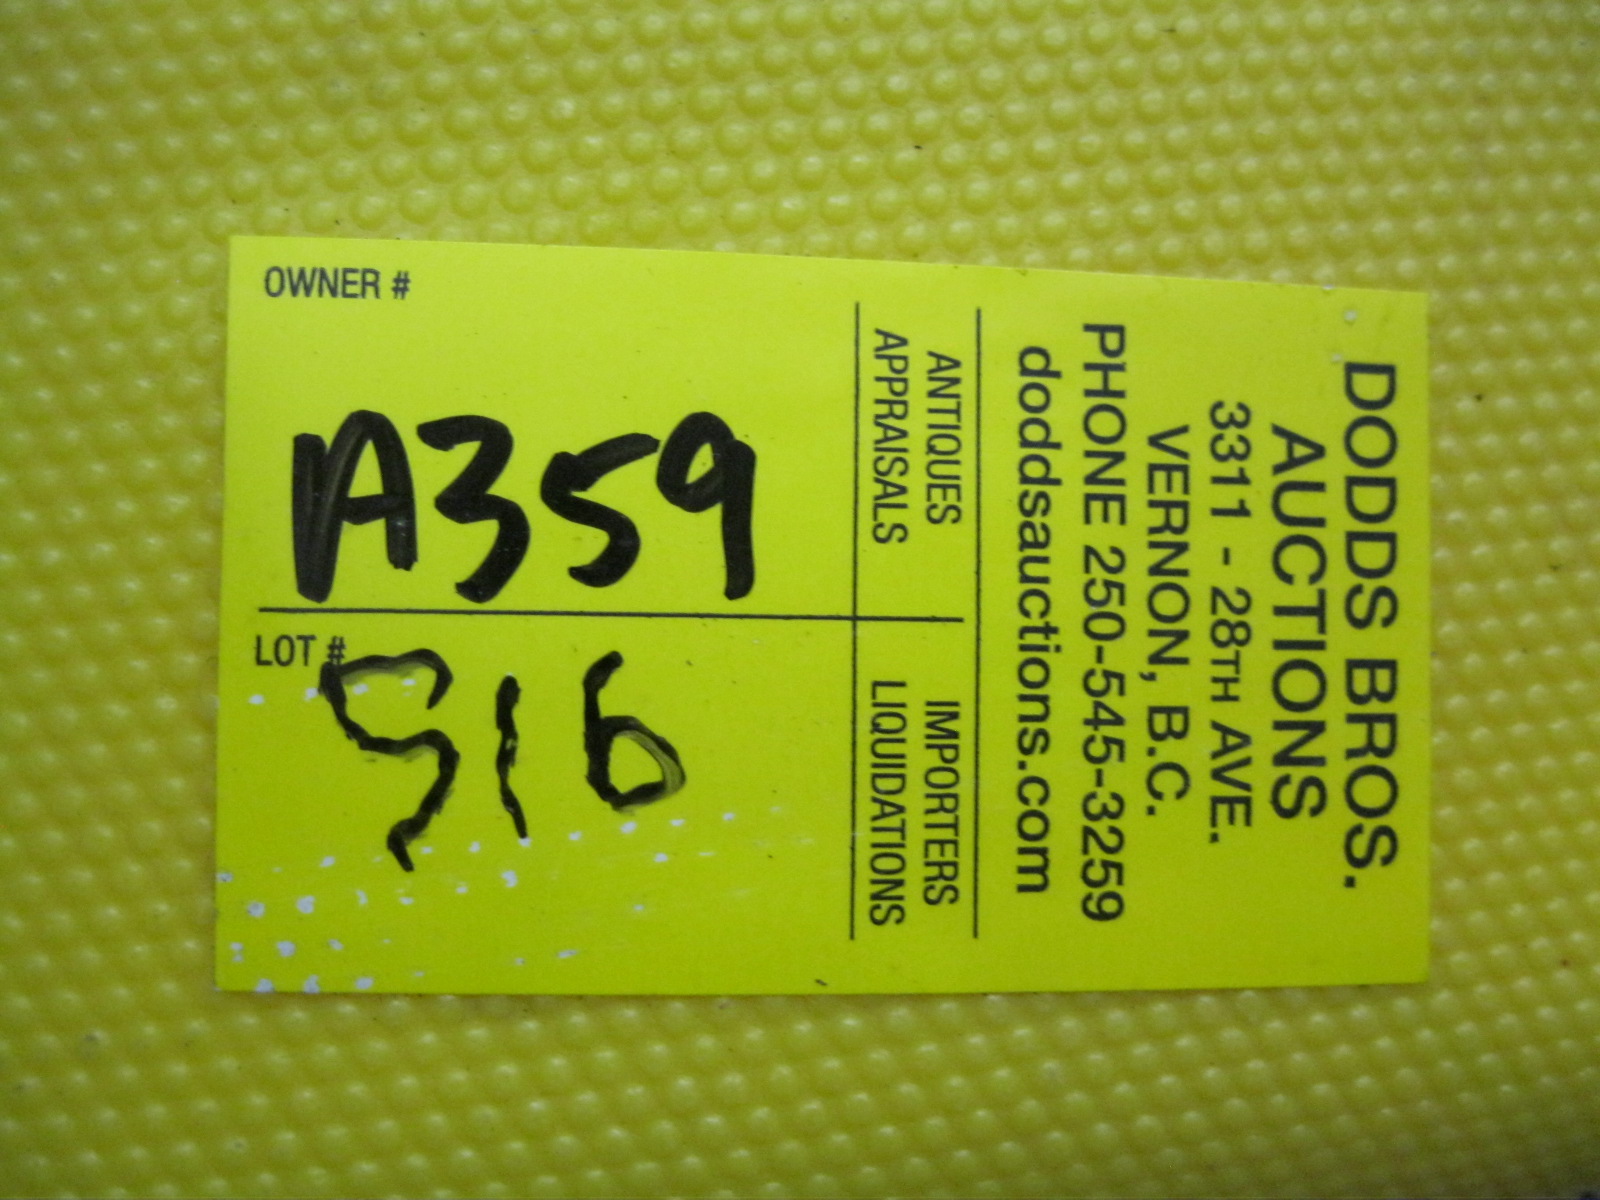 OWNER #
A359
LOT #
516
ANTIQUES
APPRAISALS
IMPORTERS
LIQUIDATIONS
DODDS BROS.
AUCTIONS
3311 - 28TH AVE.
VERNON, B.C.
PHONE 250-545-3259
doddsauctions.com